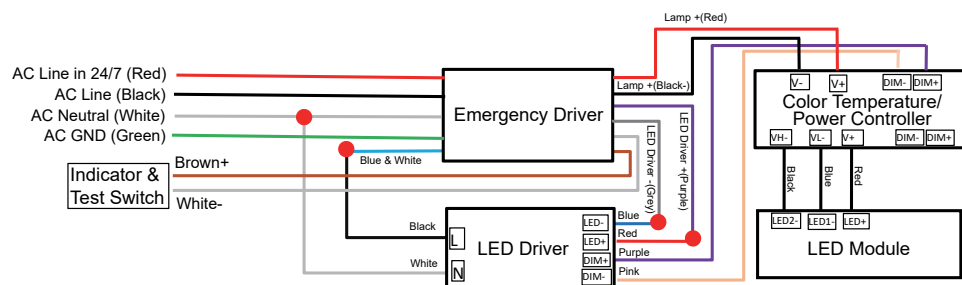 Lamp +(Red)
AC Line in 24/7 (Red)
AC Line (Black)
AC Neutral (White)
AC GND (Green)
Emergency Driver
Lamp +(Black-)
Blue & White
LED Driver -(Grey)
LED Driver +(Purple)
V-
V+
DIM-
DIM+
Color Temperature/
Power Controller
VH-
VL-
V+
DIM-
DIM+
Brown+
Indicator &
Test Switch
White-
Black
Blue
Red
Black
L
White
N
LED Driver
LED-
LED+
DIM+
DIM-
Blue
Red
Purple
Pink
LED2-
LED1-
LED+
LED Module